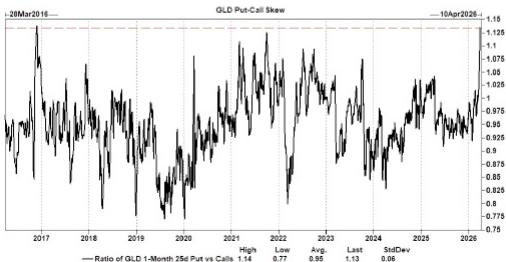 GLD Put-Call Skew
28Mar2016
10Apr2026
1.15
1.125
1.1
1.075
1.05
1.025
1
0.975
0.95
0.925
0.9
0.875
0.85
0.825
0.8
0.775
0.75
2017 2018 2019 2020 2021 2022 2023 2024 2025 2026
High Low Avg. Last StdDev
Ratio of GLD 1-Month 25d Put vs Calls 1.14 0.77 0.95 1.13 0.06